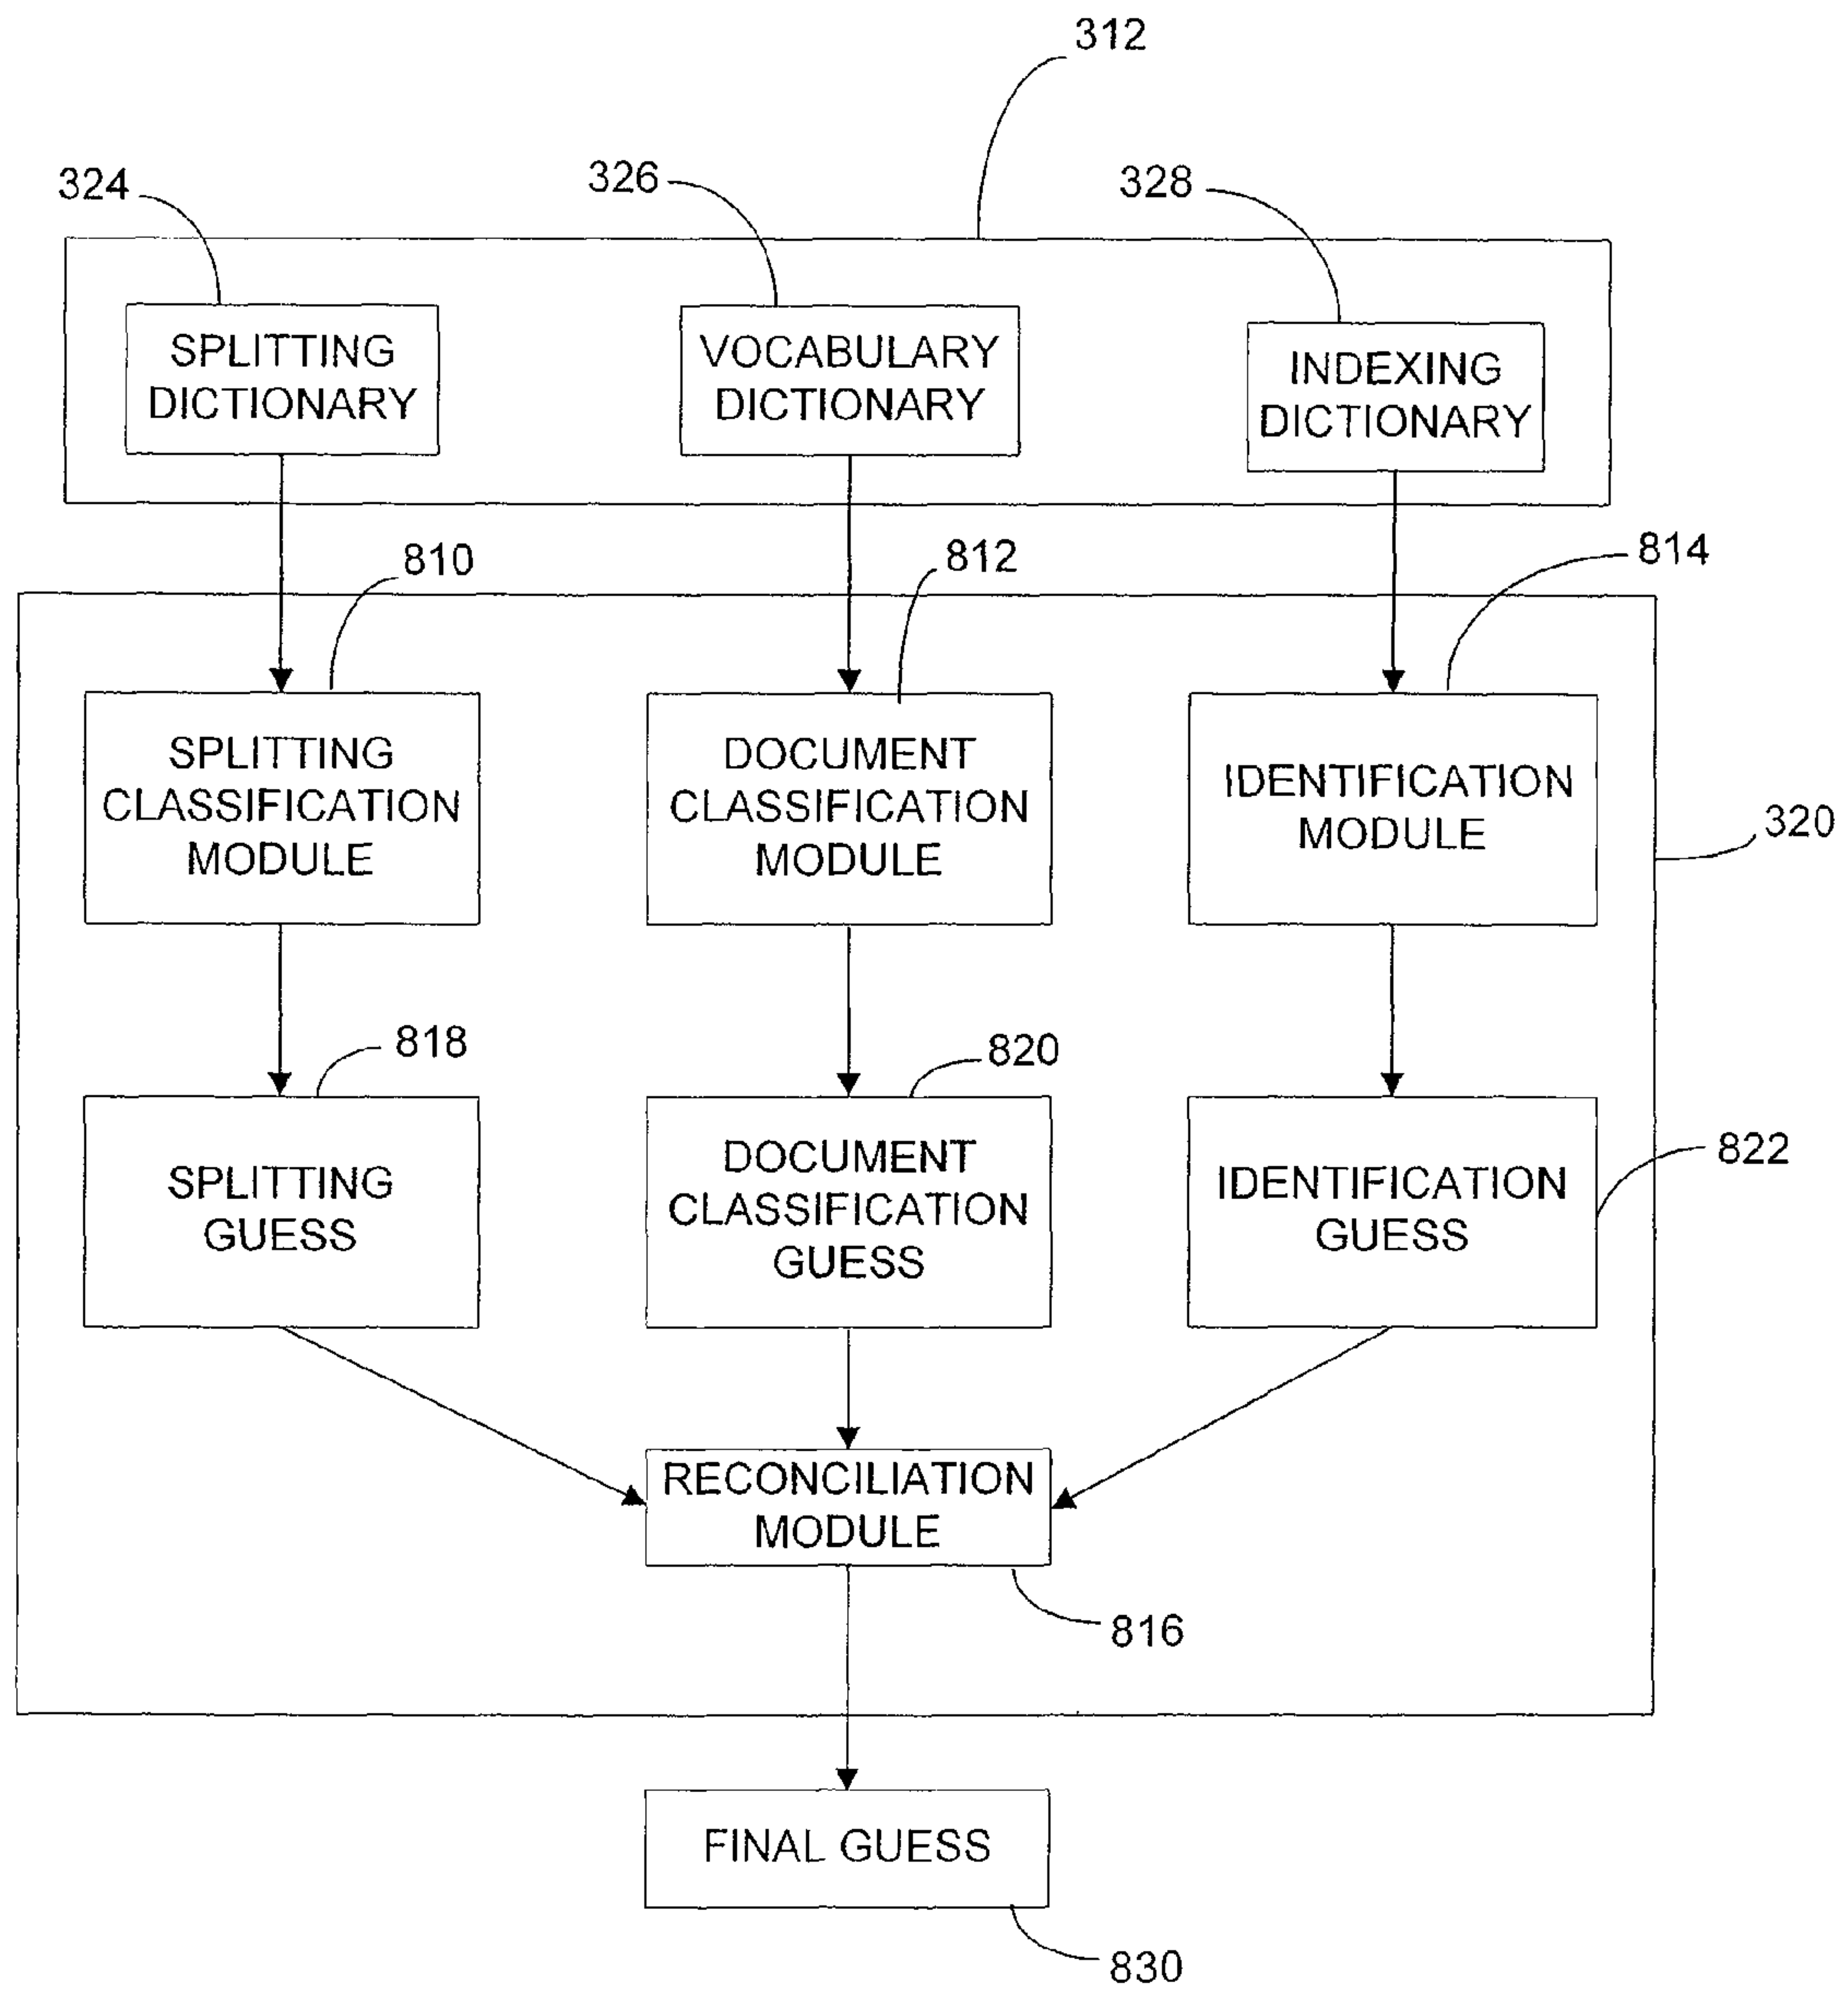 312
324
326
328
SPLITTING
DICTIONARY
VOCABULARY
DICTIONARY
INDEXING
DICTIONARY
810
812
814
SPLITTING
CLASSIFICATION
MODULE
DOCUMENT
CLASSIFICATION
MODULE
IDENTIFICATION
MODULE
320
818
820
822
SPLITTING
GUESS
DOCUMENT
CLASSIFICATION
GUESS
IDENTIFICATION
GUESS
RECONCILIATION
MODULE
816
FINAL GUESS
830